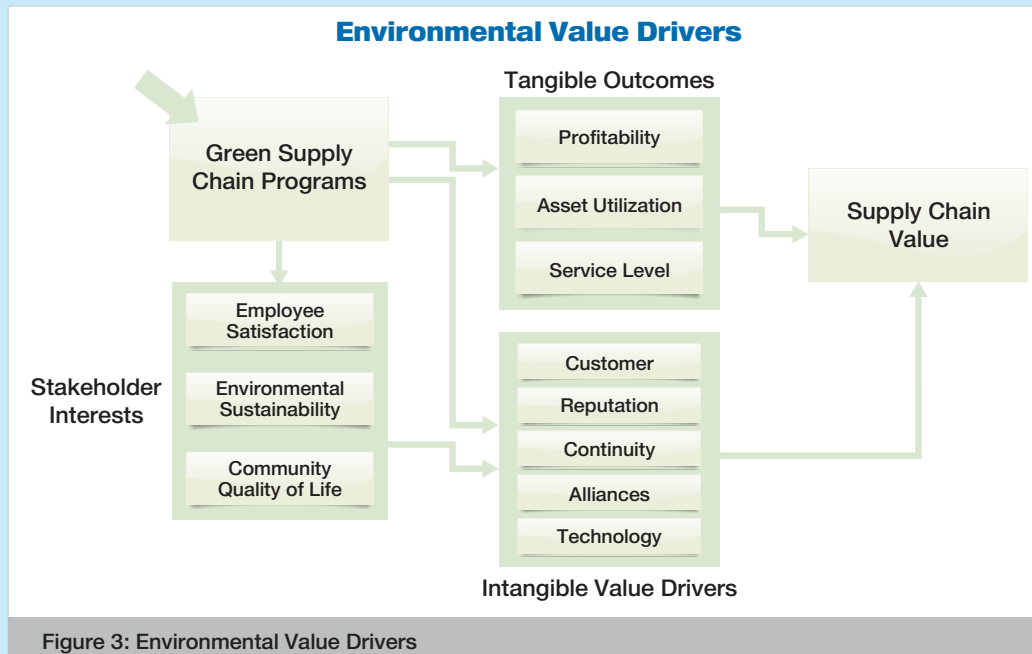 Environmental Value Drivers
Green Supply
Chain Programs
Tangible Outcomes
Profitability
Asset Utilization
Service Level
Supply Chain
Value
Stakeholder
Interests
Employee
Satisfaction
Environmental
Sustainability
Community
Quality of Life
Customer
Reputation
Continuity
Alliances
Technology
Intangible Value Drivers
Figure 3: Environmental Value Drivers